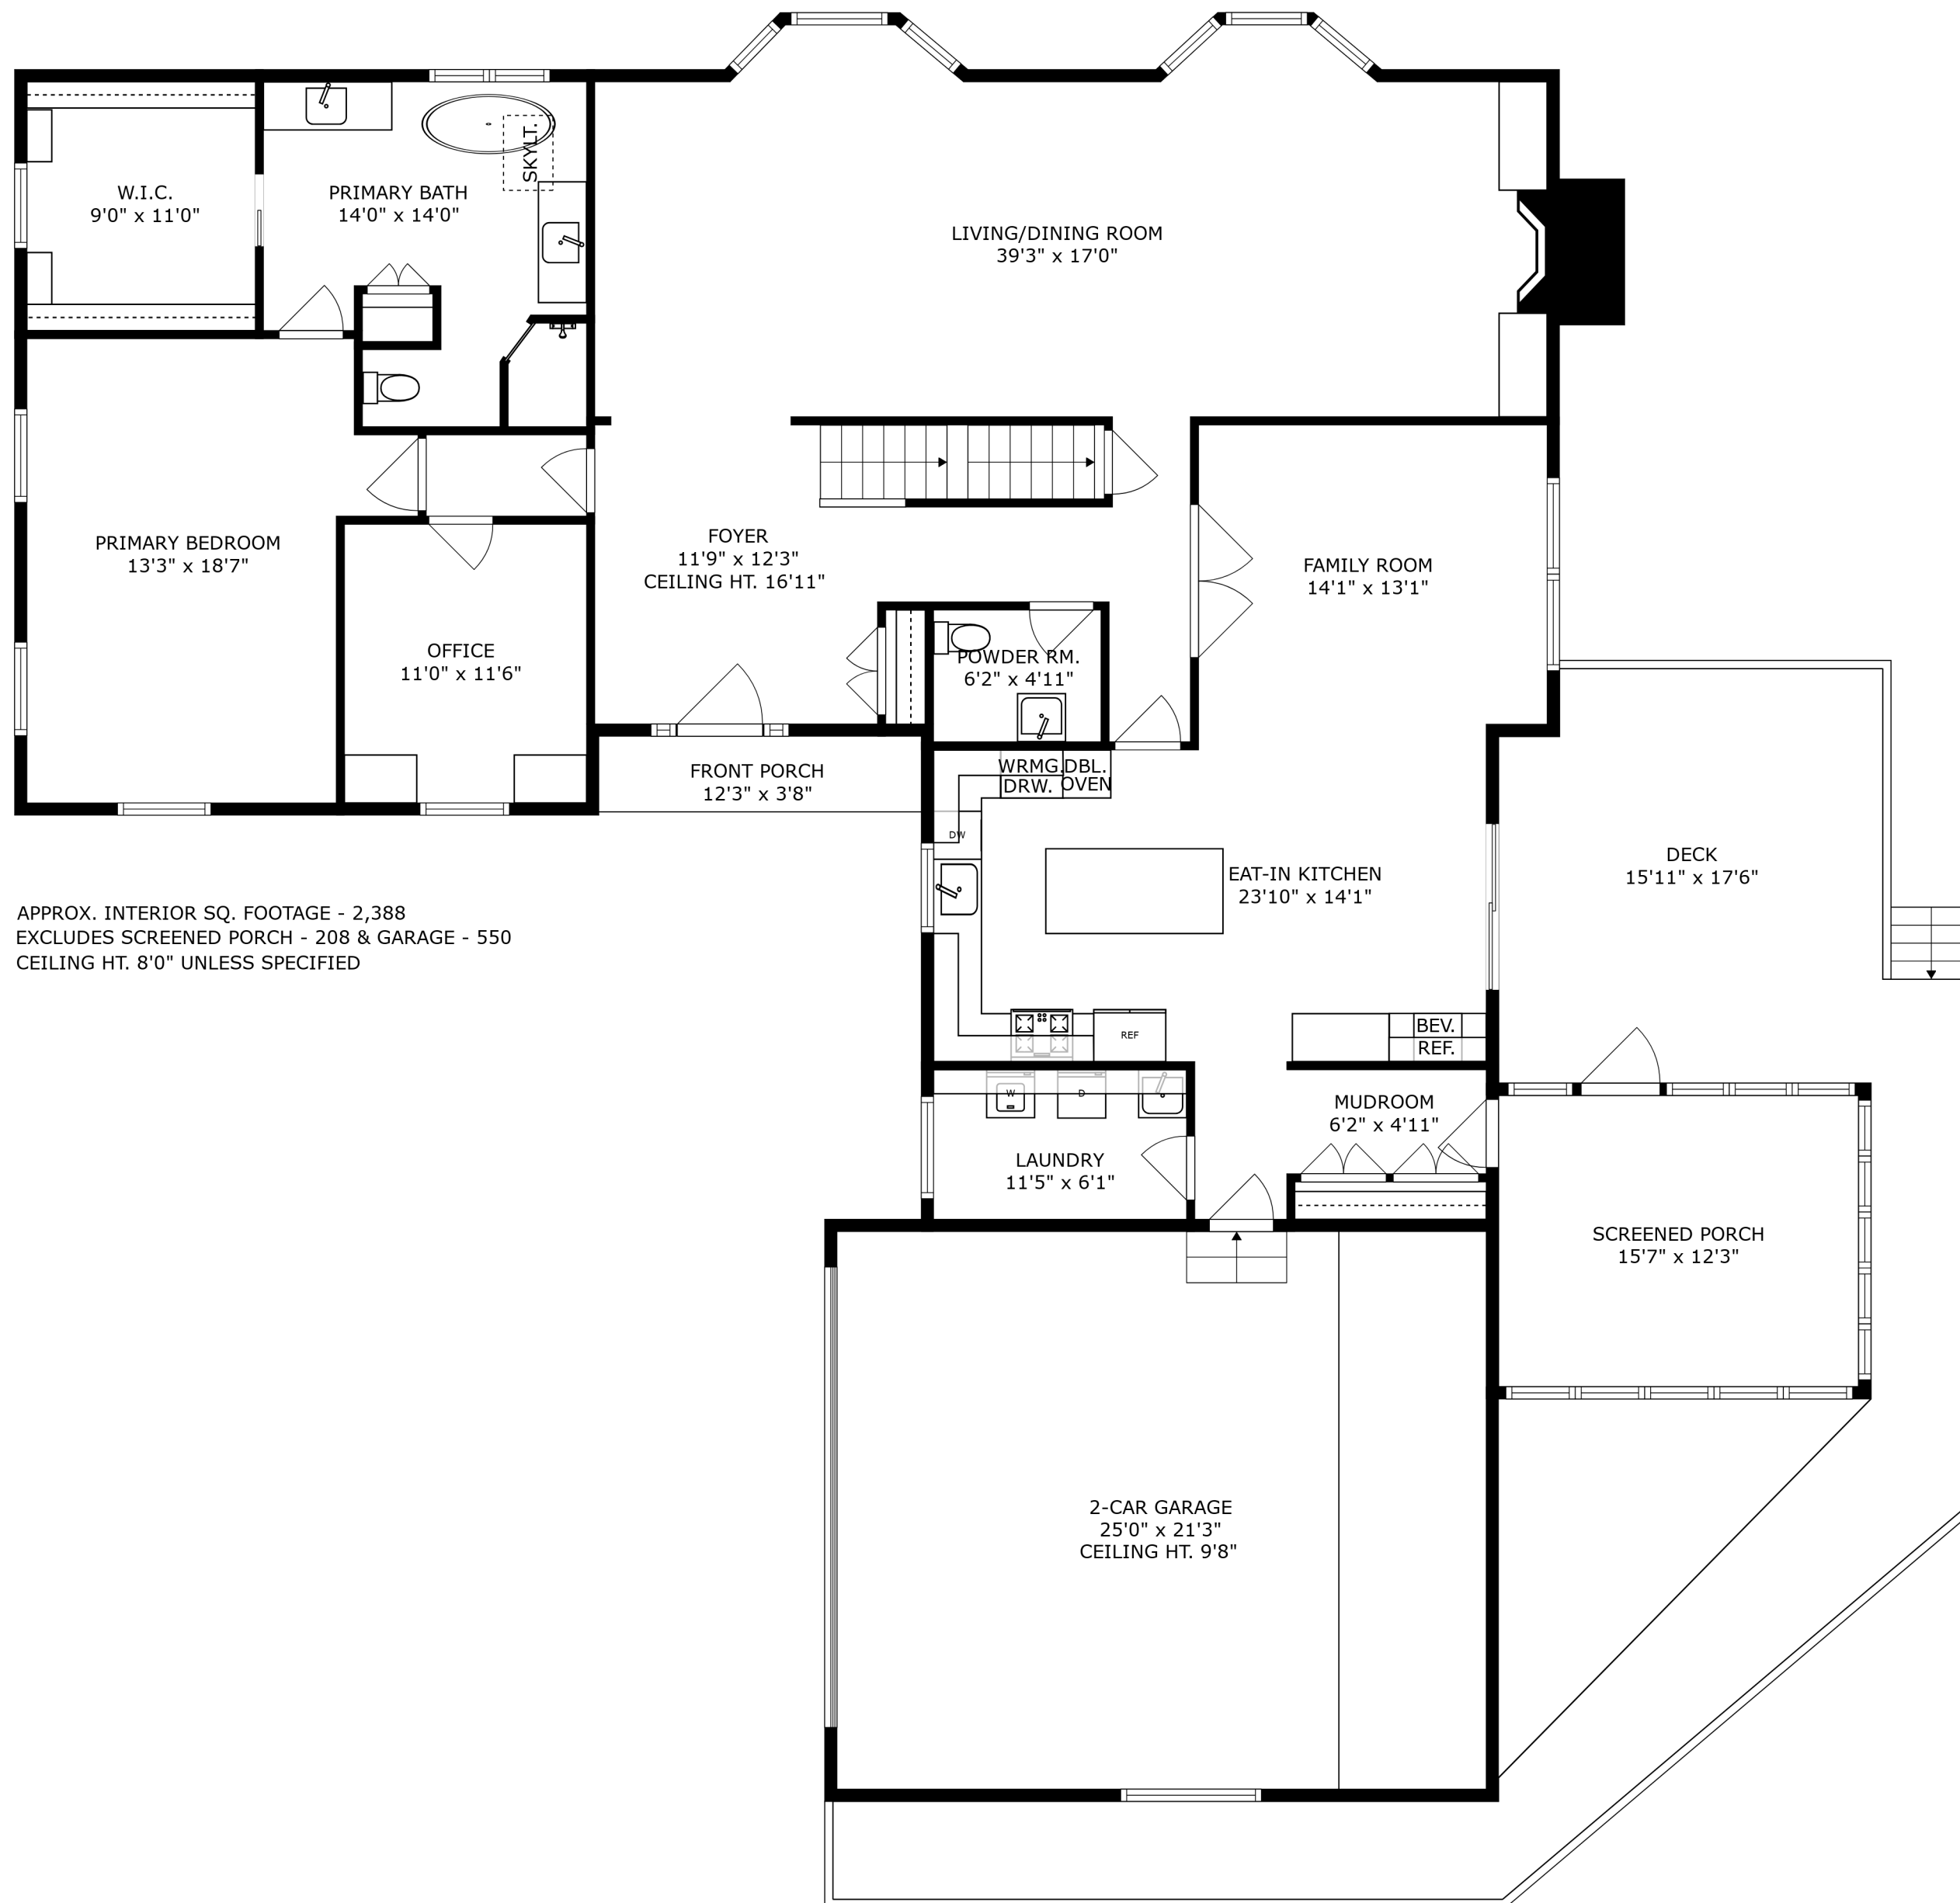 SKYLT.
W.I.C.
9'0" x 11'0"
PRIMARY BATH
14'0" x 14'0"
LIVING/DINING ROOM
39'3" x 17'0"
PRIMARY BEDROOM
13'3" x 18'7"
FOYER
11'9" x 12'3"
CEILING HT. 16'11"
FAMILY ROOM
14'1" x 13'1"
OFFICE
11'0" x 11'6"
POWDER RM.
6'2" x 4'11"
FRONT PORCH
12'3" x 3'8"
WRMG.
DRW.
DBL.
OVEN
DW
EAT-IN KITCHEN
23'10" x 14'1"
DECK
15'11" x 17'6"
APPROX. INTERIOR SQ. FOOTAGE - 2,388
EXCLUDES SCREENED PORCH - 208 & GARAGE - 550
CEILING HT. 8'0" UNLESS SPECIFIED
REF
BEV.
REF.
W
D
MUDROOM
6'2" x 4'11"
LAUNDRY
11'5" x 6'1"
SCREENED PORCH
15'7" x 12'3"
2-CAR GARAGE
25'0" x 21'3"
CEILING HT. 9'8"